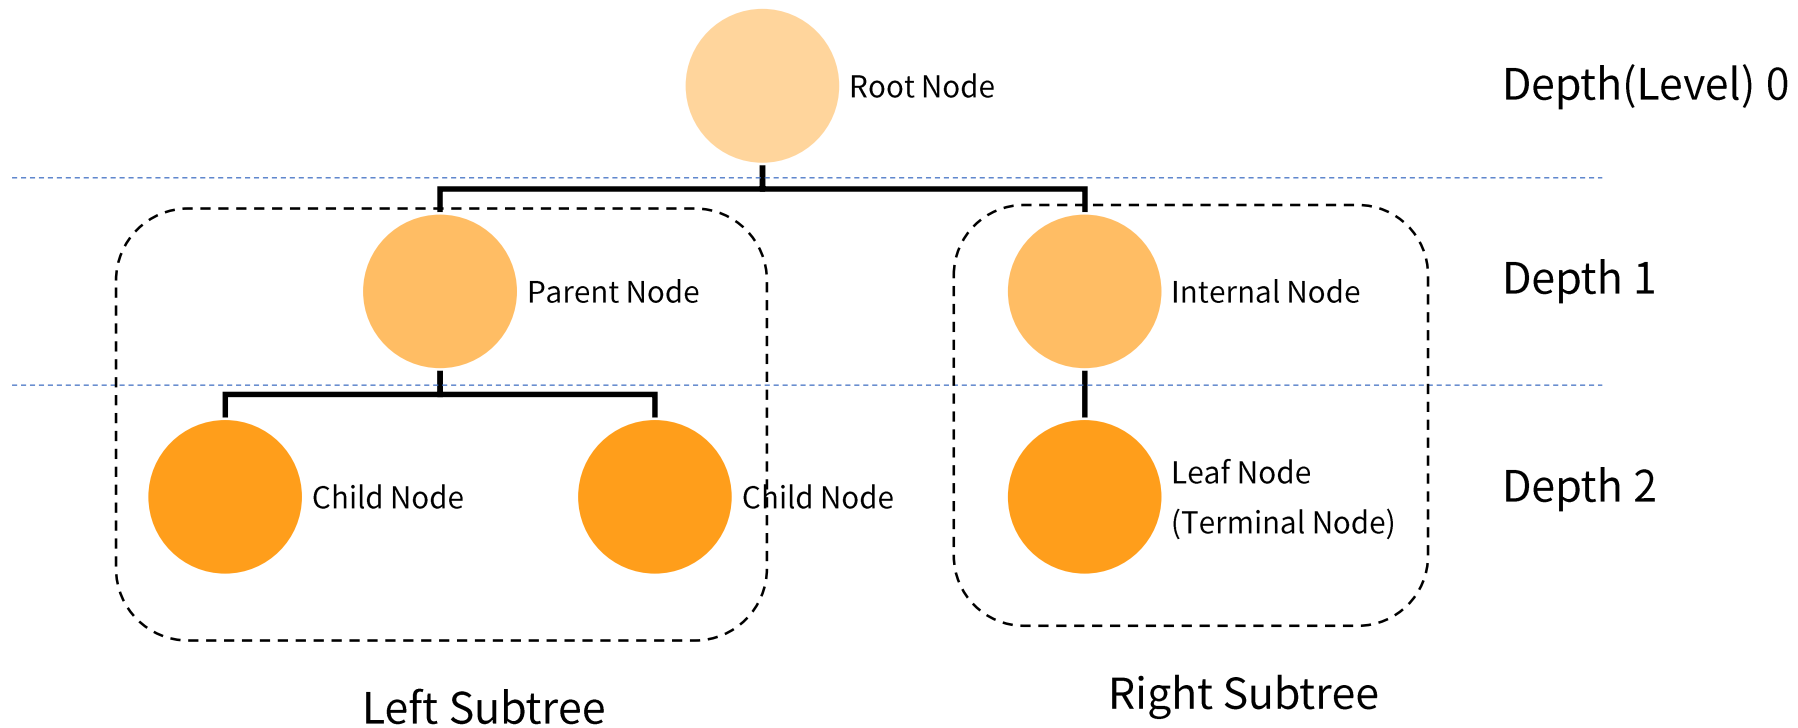 Root Node
Depth(Level) 0
Parent Node
Internal Node
Depth 1
Child Node
Child Node
Leaf Node
(Terminal Node)
Depth 2
Left Subtree
Right Subtree